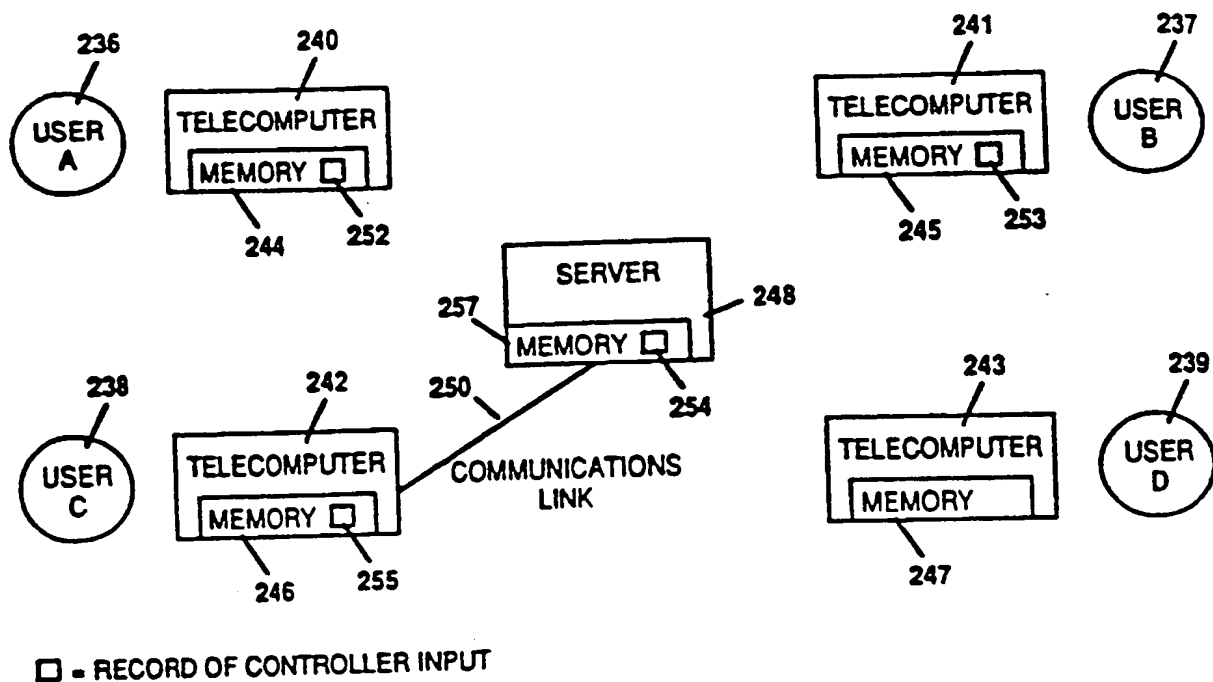 236
240
241
237
USER
A
TELECOMPUTER
MEMORY
244
252
TELECOMPUTER
MEMORY
245
253
USER
B
SERVER
257
MEMORY
248
254
238
242
250
243
239
USER
C
TELECOMPUTER
MEMORY
246
255
COMMUNICATIONS
LINK
TELECOMPUTER
MEMORY
247
USER
D
= RECORD OF CONTROLLER INPUT